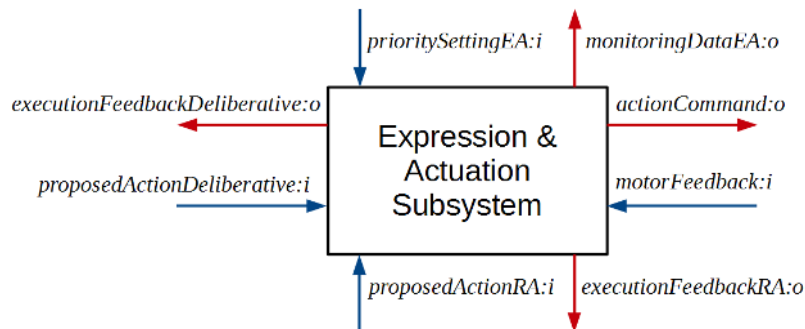 prioritySettingEA:i
monitoringDataEA:o
executionFeedbackDeliberative:o
actionCommand:o
Expression &
Actuation
Subsystem
proposedActionDeliberative:i
motorFeedback:i
proposedActionRA:i
executionFeedbackRA:o